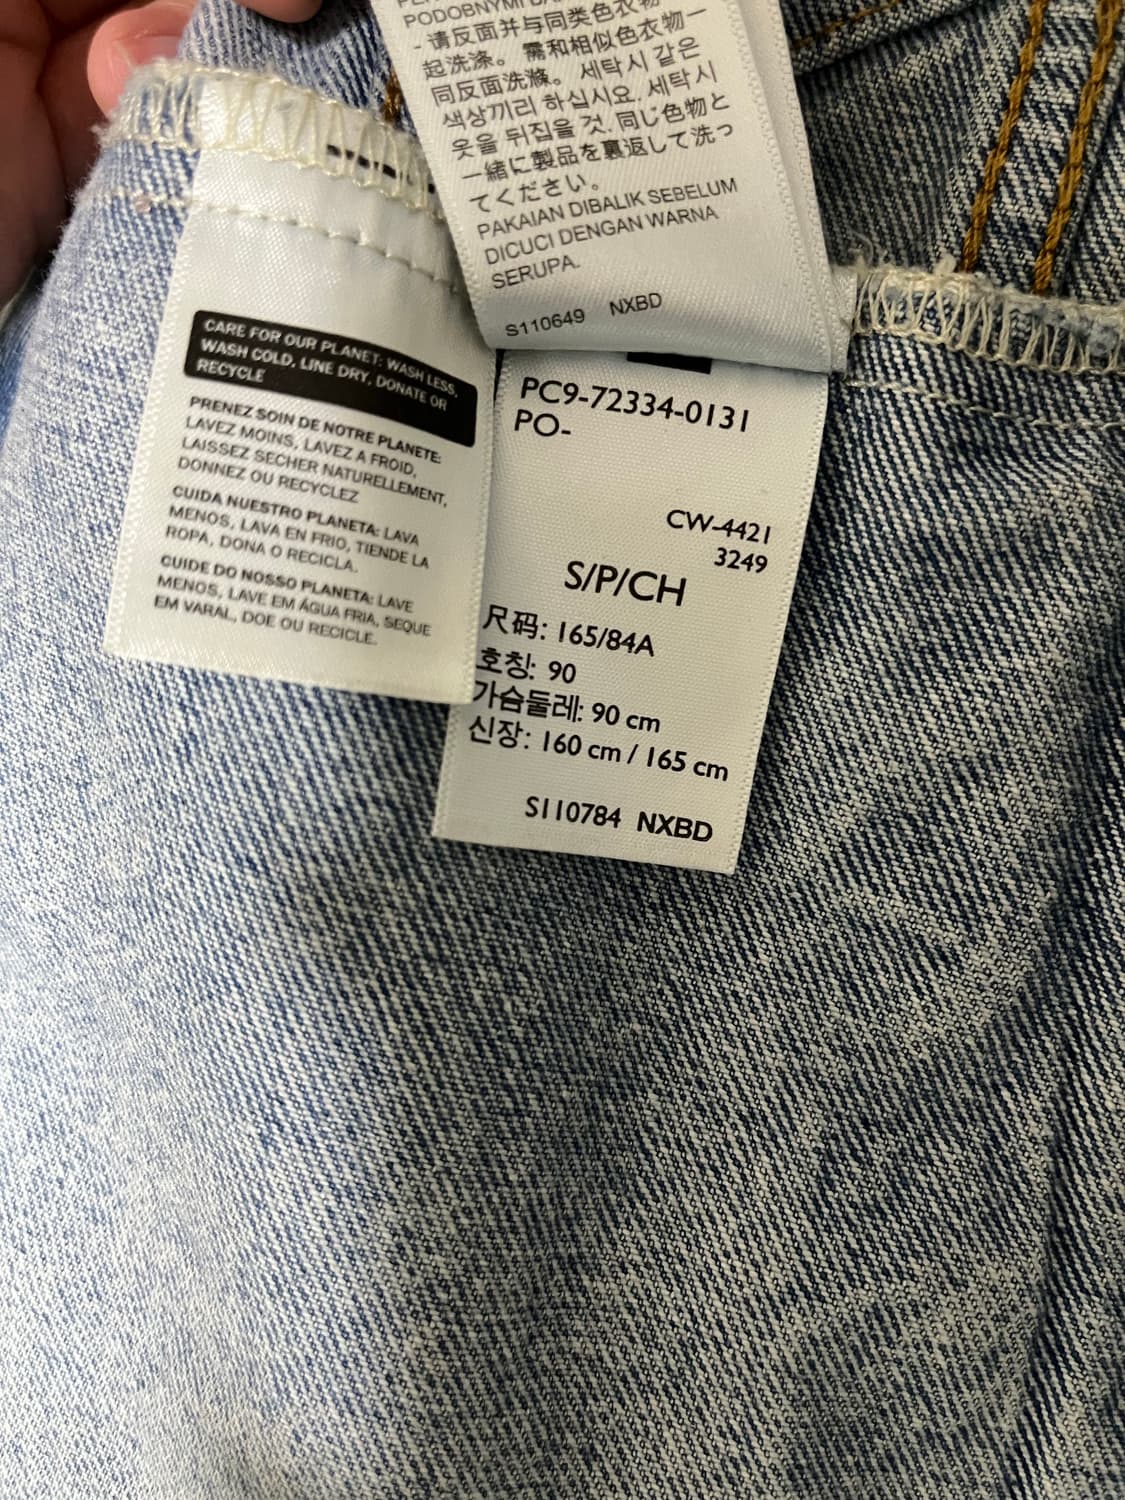 PODOBNYMI
- 请反面并与同类色衣物一
起洗涤。需和相似色衣物一
同反面洗滌。 세탁시 같은
색상끼리 하십시요. 세탁시
옷을 뒤집을 것. 同じ色物と
一緒に製品を裏返して洗っ
てください。
PAKAIAN DIBALIK SEBELUM
DICUCI DENGAN WARNA
SERUPA.
S110649 NXBD
CARE FOR OUR PLANET: WASH LESS,
WASH COLD, LINE DRY, DONATE OR
RECYCLE
PRENEZ SOIN DE NOTRE PLANETE:
LAVEZ MOINS, LAVEZ A FROID,
LAISSEZ SECHER NATURELLEMENT,
DONNEZ OU RECYCLEZ
CUIDA NUESTRO PLANETA: LAVA
MENOS, LAVA EN FRIO, TIENDE LA
ROPA, DONA O RECICLA.
CUIDE DO NOSSO PLANETA: LAVE
MENOS, LAVE EM ÁGUA FRIA, SEQUE
EM VARAL, DOE OU RECICLE.
PC9-72334-0131
PO-
CW-4421
3249
S/P/CH
尺码: 165/84A
호칭: 90
가슴둘레: 90 cm
신장: 160 cm / 165 cm
S110784 NXBD